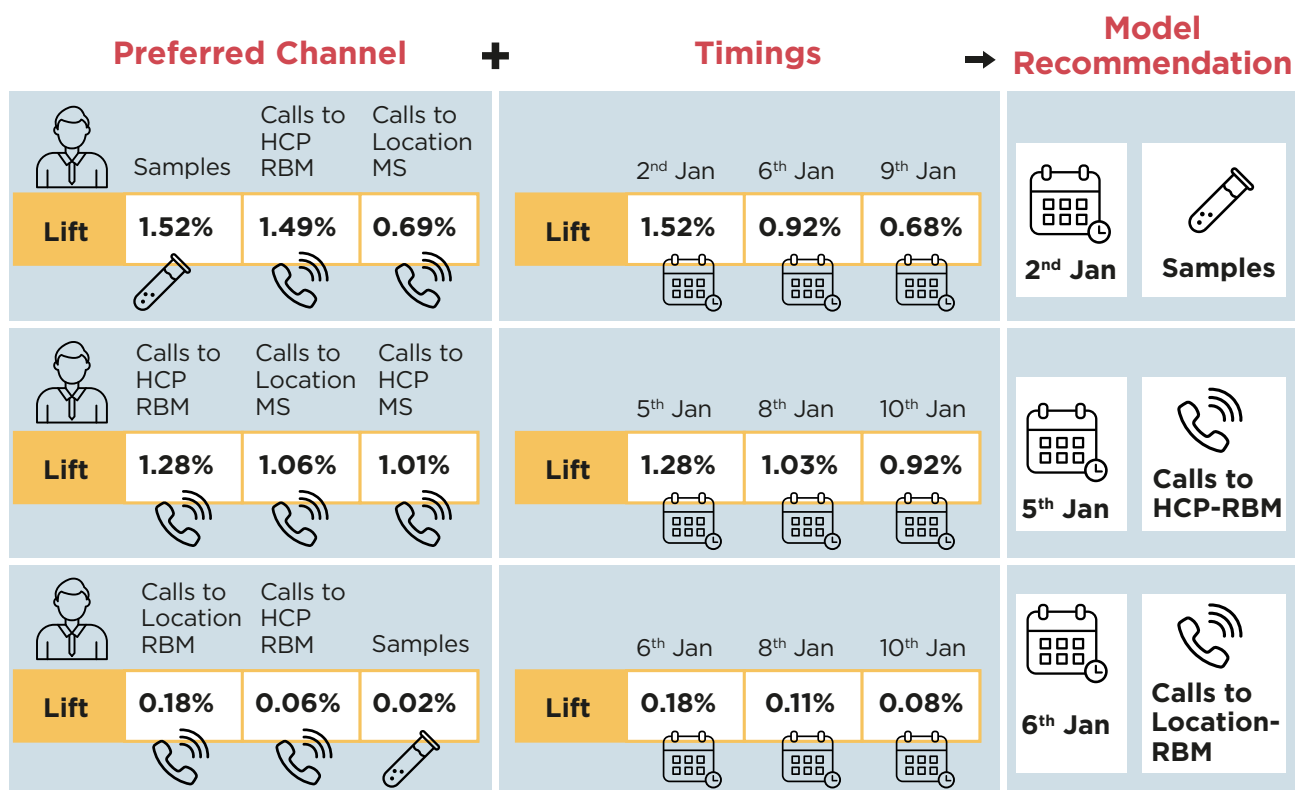 Preferred Channel + Timings → Model Recommendation
Samples
Calls to
HCP
RBM
Calls to
Location
MS
Lift 1.52% 1.49% 0.69%
2nd Jan 6th Jan 9th Jan
Lift 1.52% 0.92% 0.68%
2nd Jan
Samples
Calls to
HCP
RBM
Calls to
Location
MS
Calls to
HCP
MS
Lift 1.28% 1.06% 1.01%
5th Jan 8th Jan 10th Jan
Lift 1.28% 1.03% 0.92%
5th Jan
Calls to
HCP-RBM
Calls to
Location
RBM
Calls to
HCP
RBM
Samples
Lift 0.18% 0.06% 0.02%
6th Jan 8th Jan 10th Jan
Lift 0.18% 0.11% 0.08%
6th Jan
Calls to
Location-
RBM